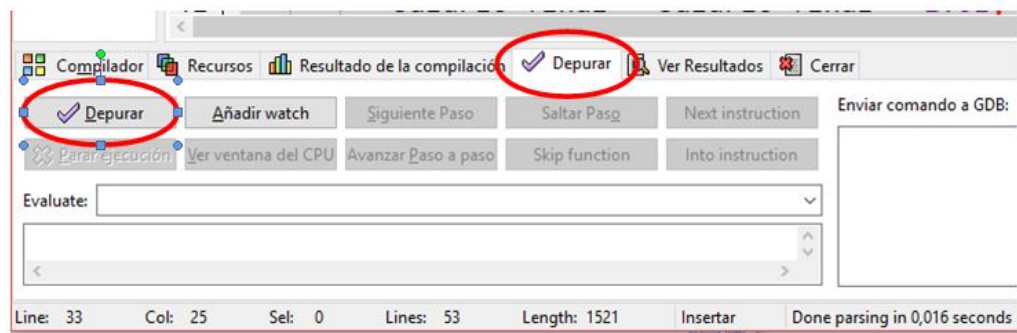 Compilador Recursos Resultado de la compilación Depurar Ver Resultados Cerrar
Depurar Añadir watch Siguiente Paso Saltar Paso Next instruction Enviar comando a GDB:
Parar ejecución Ver ventana del CPU Avanzar Paso a paso Skip function Into instruction
Evaluate:
Line: 33 Col: 25 Sel: 0 Lines: 53 Length: 1521 Insertar Done parsing in 0,016 seconds